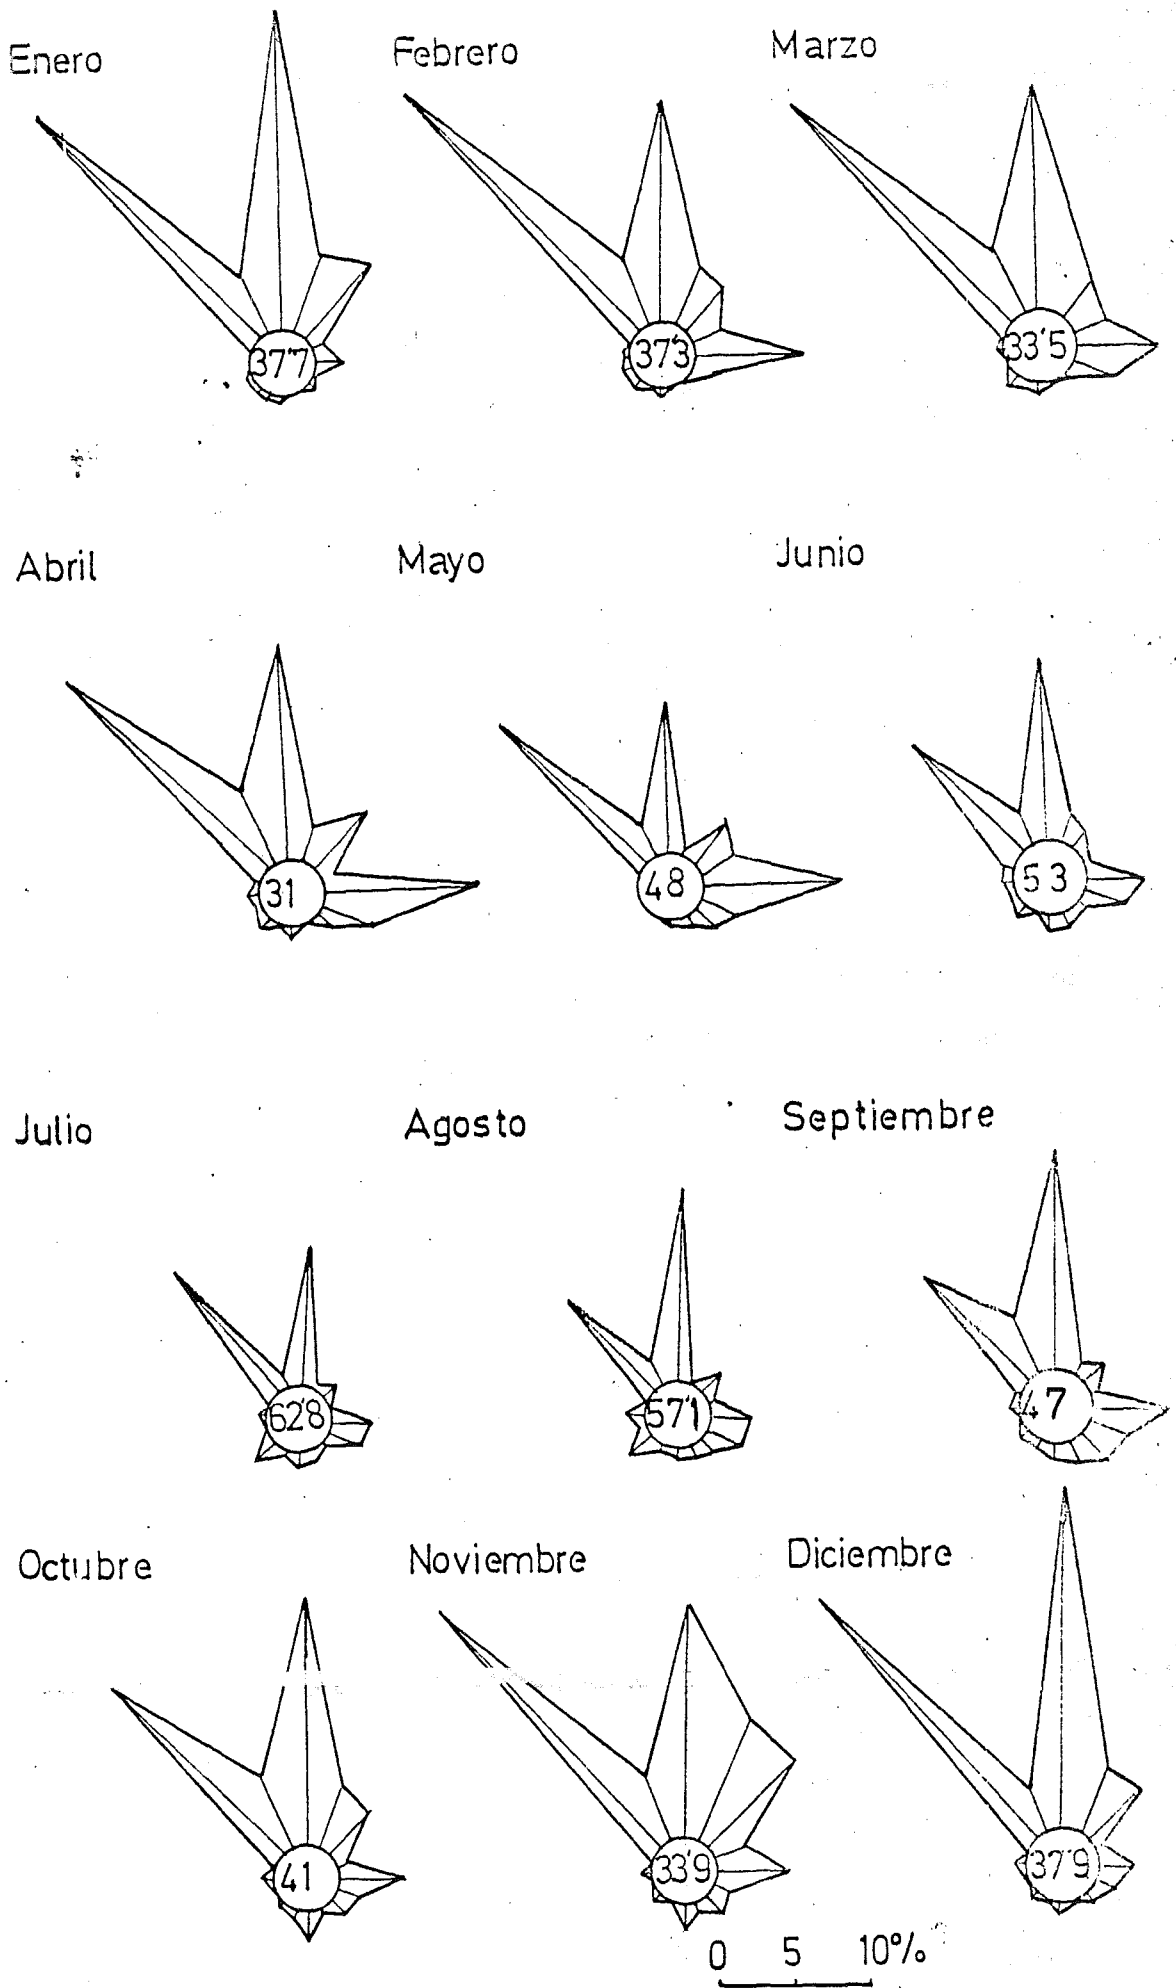 Enero Febrero Marzo
37'7 37'3 33'5
Abril Mayo Junio
31 48 53
Julio Agosto Septiembre
62'8 57'1 47
Octubre Noviembre Diciembre
41 33'9 37'9
0 5 10%